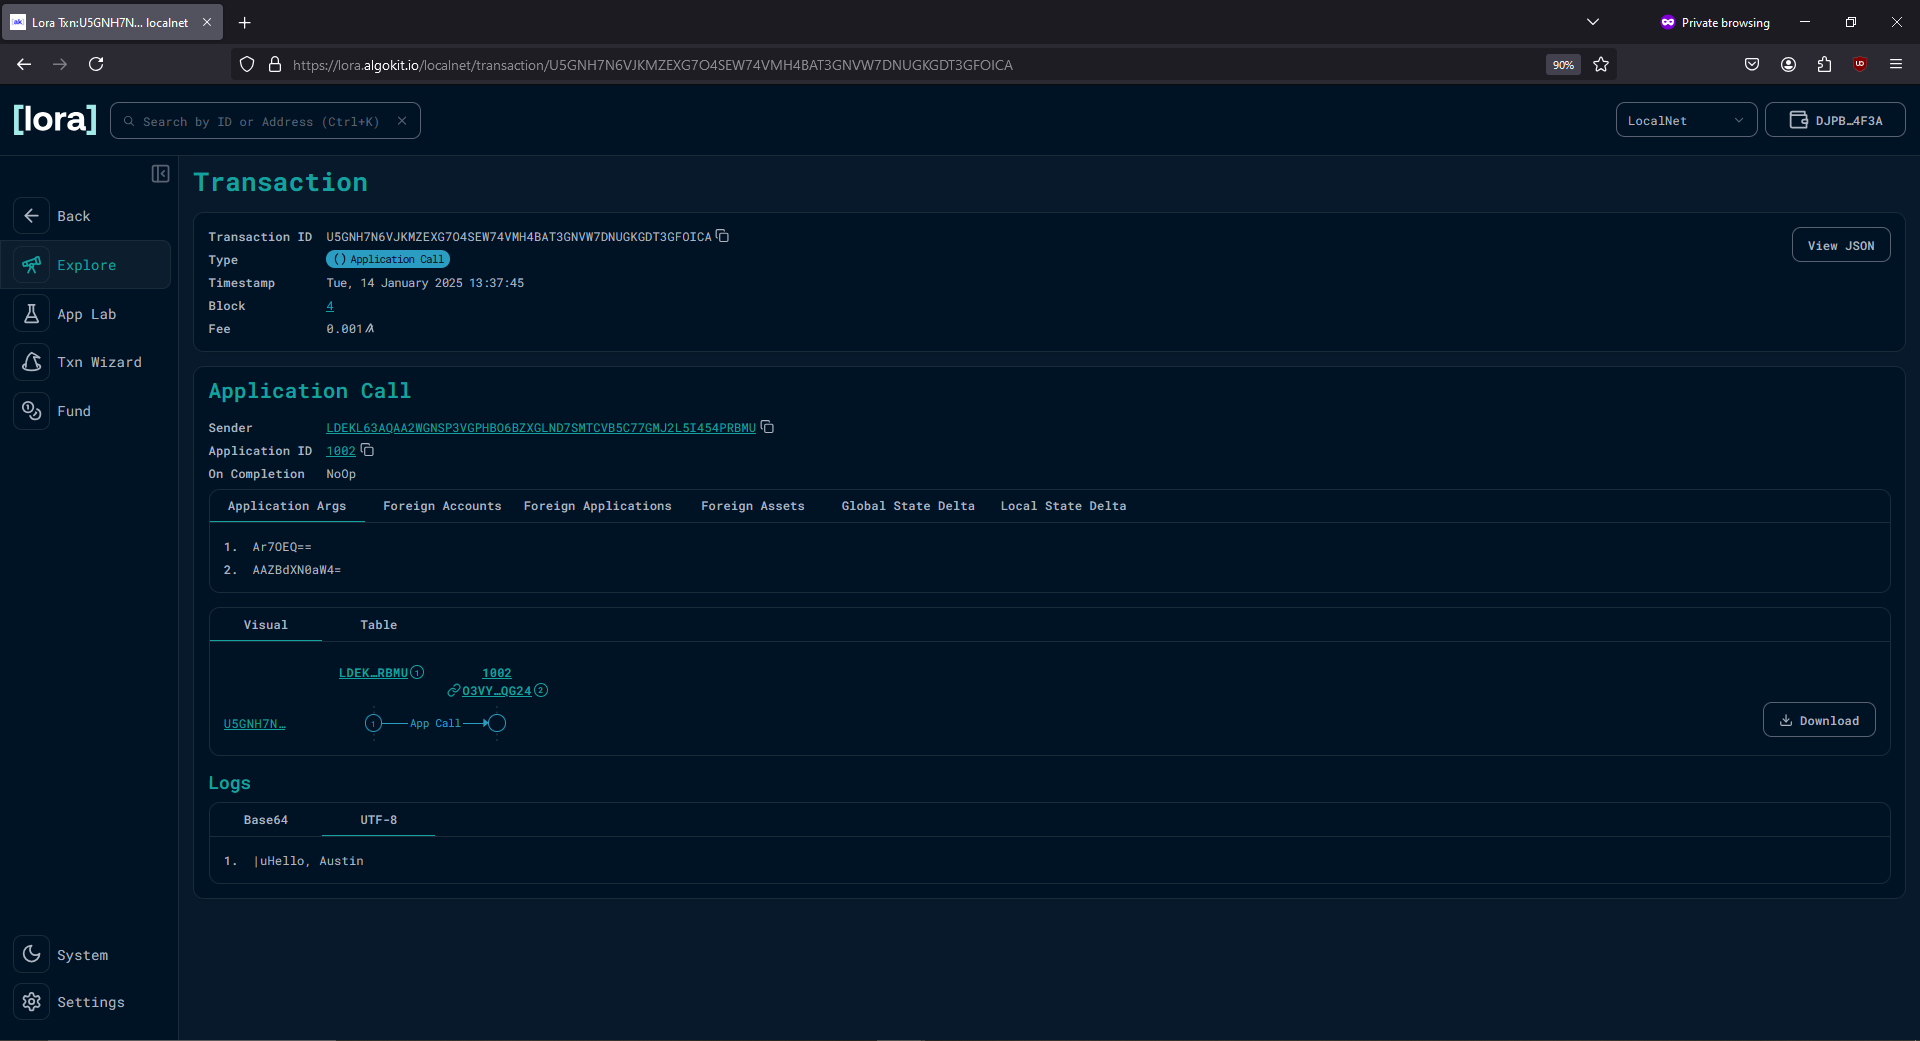 Lora Txn:U5GNH7N... localnet
Private browsing
https://lora.algokit.io/localnet/transaction/U5GNH7N6VJKMZEXG7O4SEW74VMH4BAT3GNVW7DNUGKGDT3GFOICA
90%
[lora]
Search by ID or Address (Ctrl+K)
LocalNet
DJPB…4F3A
Back
Explore
App Lab
Txn Wizard
Fund
System
Settings
Transaction
Transaction ID U5GNH7N6VJKMZEXG7O4SEW74VMH4BAT3GNVW7DNUGKGDT3GFOICA
View JSON
Type () Application Call
Timestamp Tue, 14 January 2025 13:37:45
Block 4
Fee 0.001
Application Call
Sender LDEKL63AQAA2WGNSP3VGPHBO6BZXGLND7SMTCVB5C77GMJ2L5I454PRBMU
Application ID 1002
On Completion NoOp
Application Args Foreign Accounts Foreign Applications Foreign Assets Global State Delta Local State Delta
1. Ar7OEQ==
2. AAZBdXN0aW4=
Visual Table
LDEK…RBMU 1 1002
O3VY…QG24 2
U5GNH7N… 1 App Call
Download
Logs
Base64 UTF-8
1. |uHello, Austin